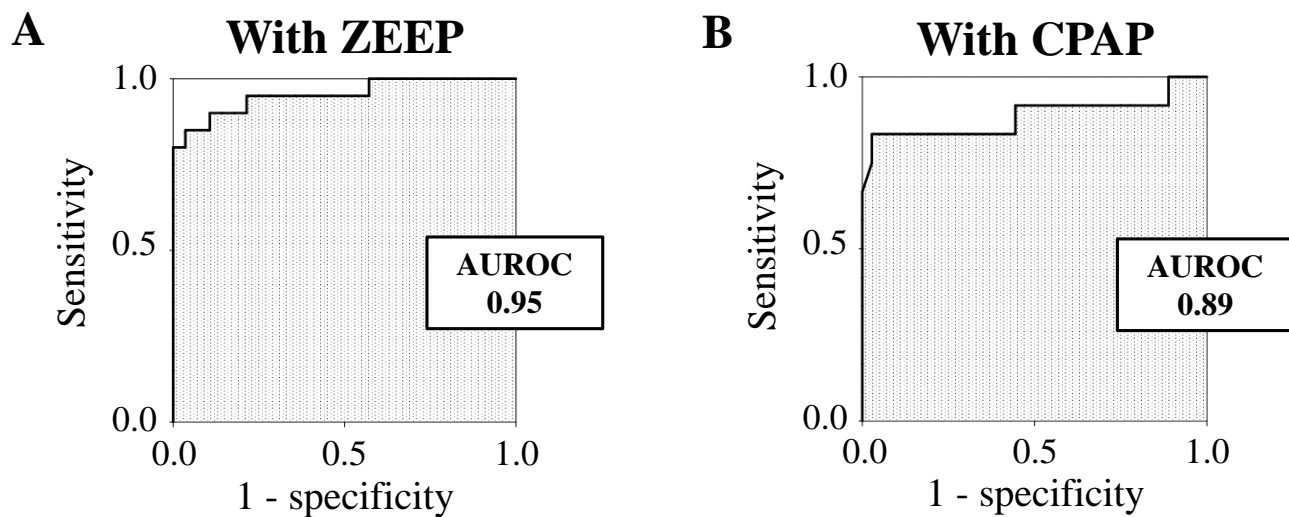 A
With ZEEP
1.0
0.5
0.0
Sensitivity
AUROC
0.95
0.0 0.5 1.0
1 - specificity
B
With CPAP
1.0
0.5
0.0
Sensitivity
AUROC
0.89
0.0 0.5 1.0
1 - specificity